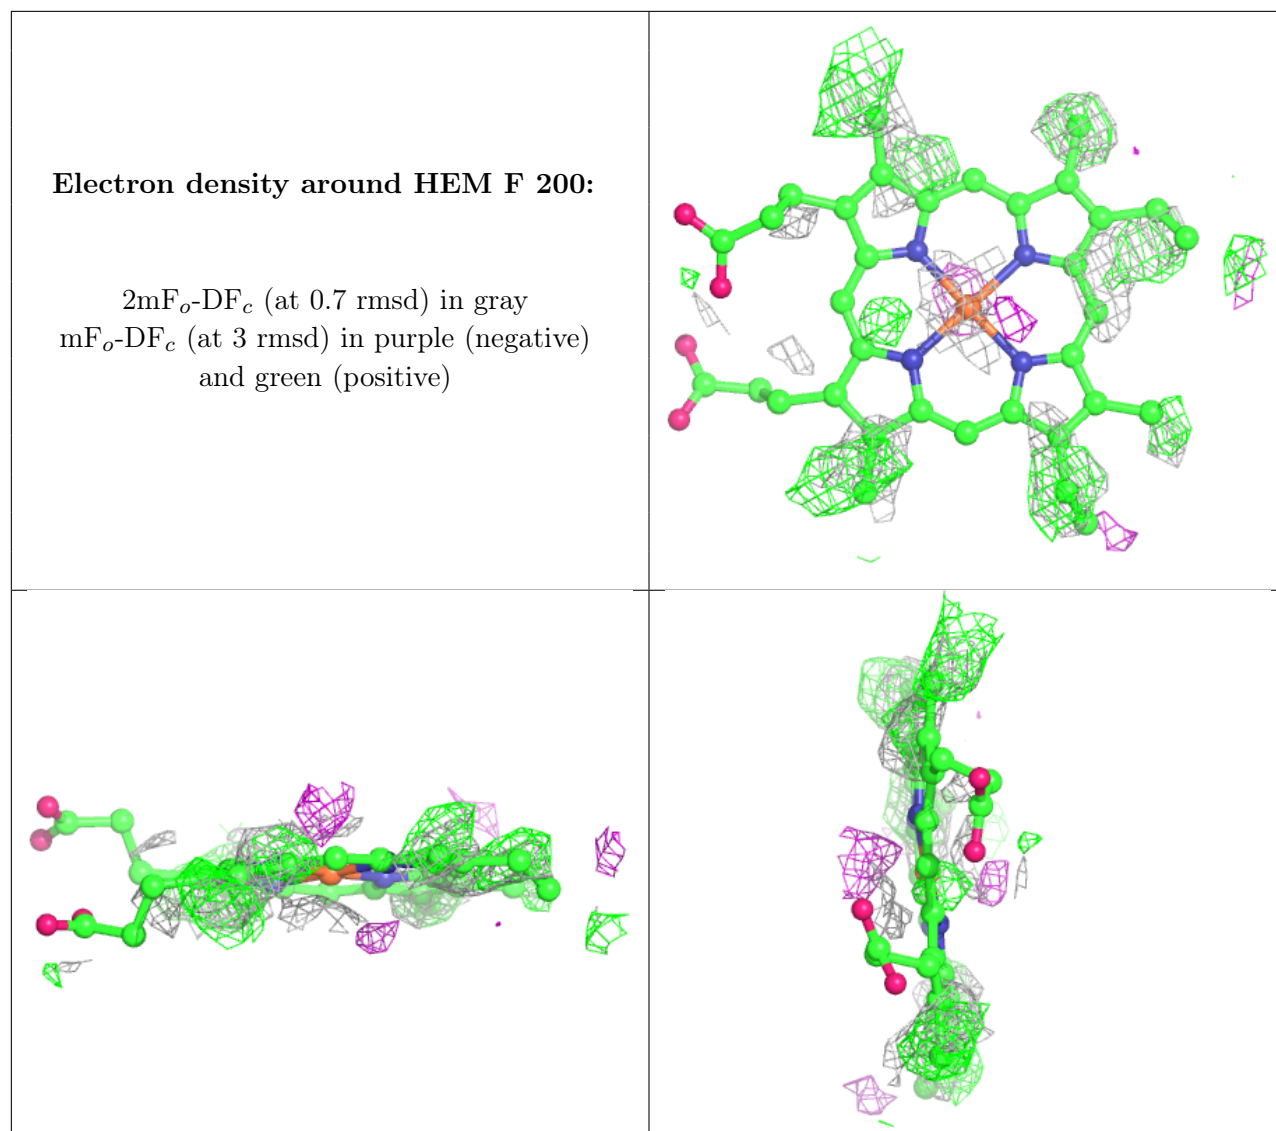 Electron density around HEM F 200:
2mFₒ-DF𝒸 (at 0.7 rmsd) in gray
mFₒ-DF𝒸 (at 3 rmsd) in purple (negative)
and green (positive)